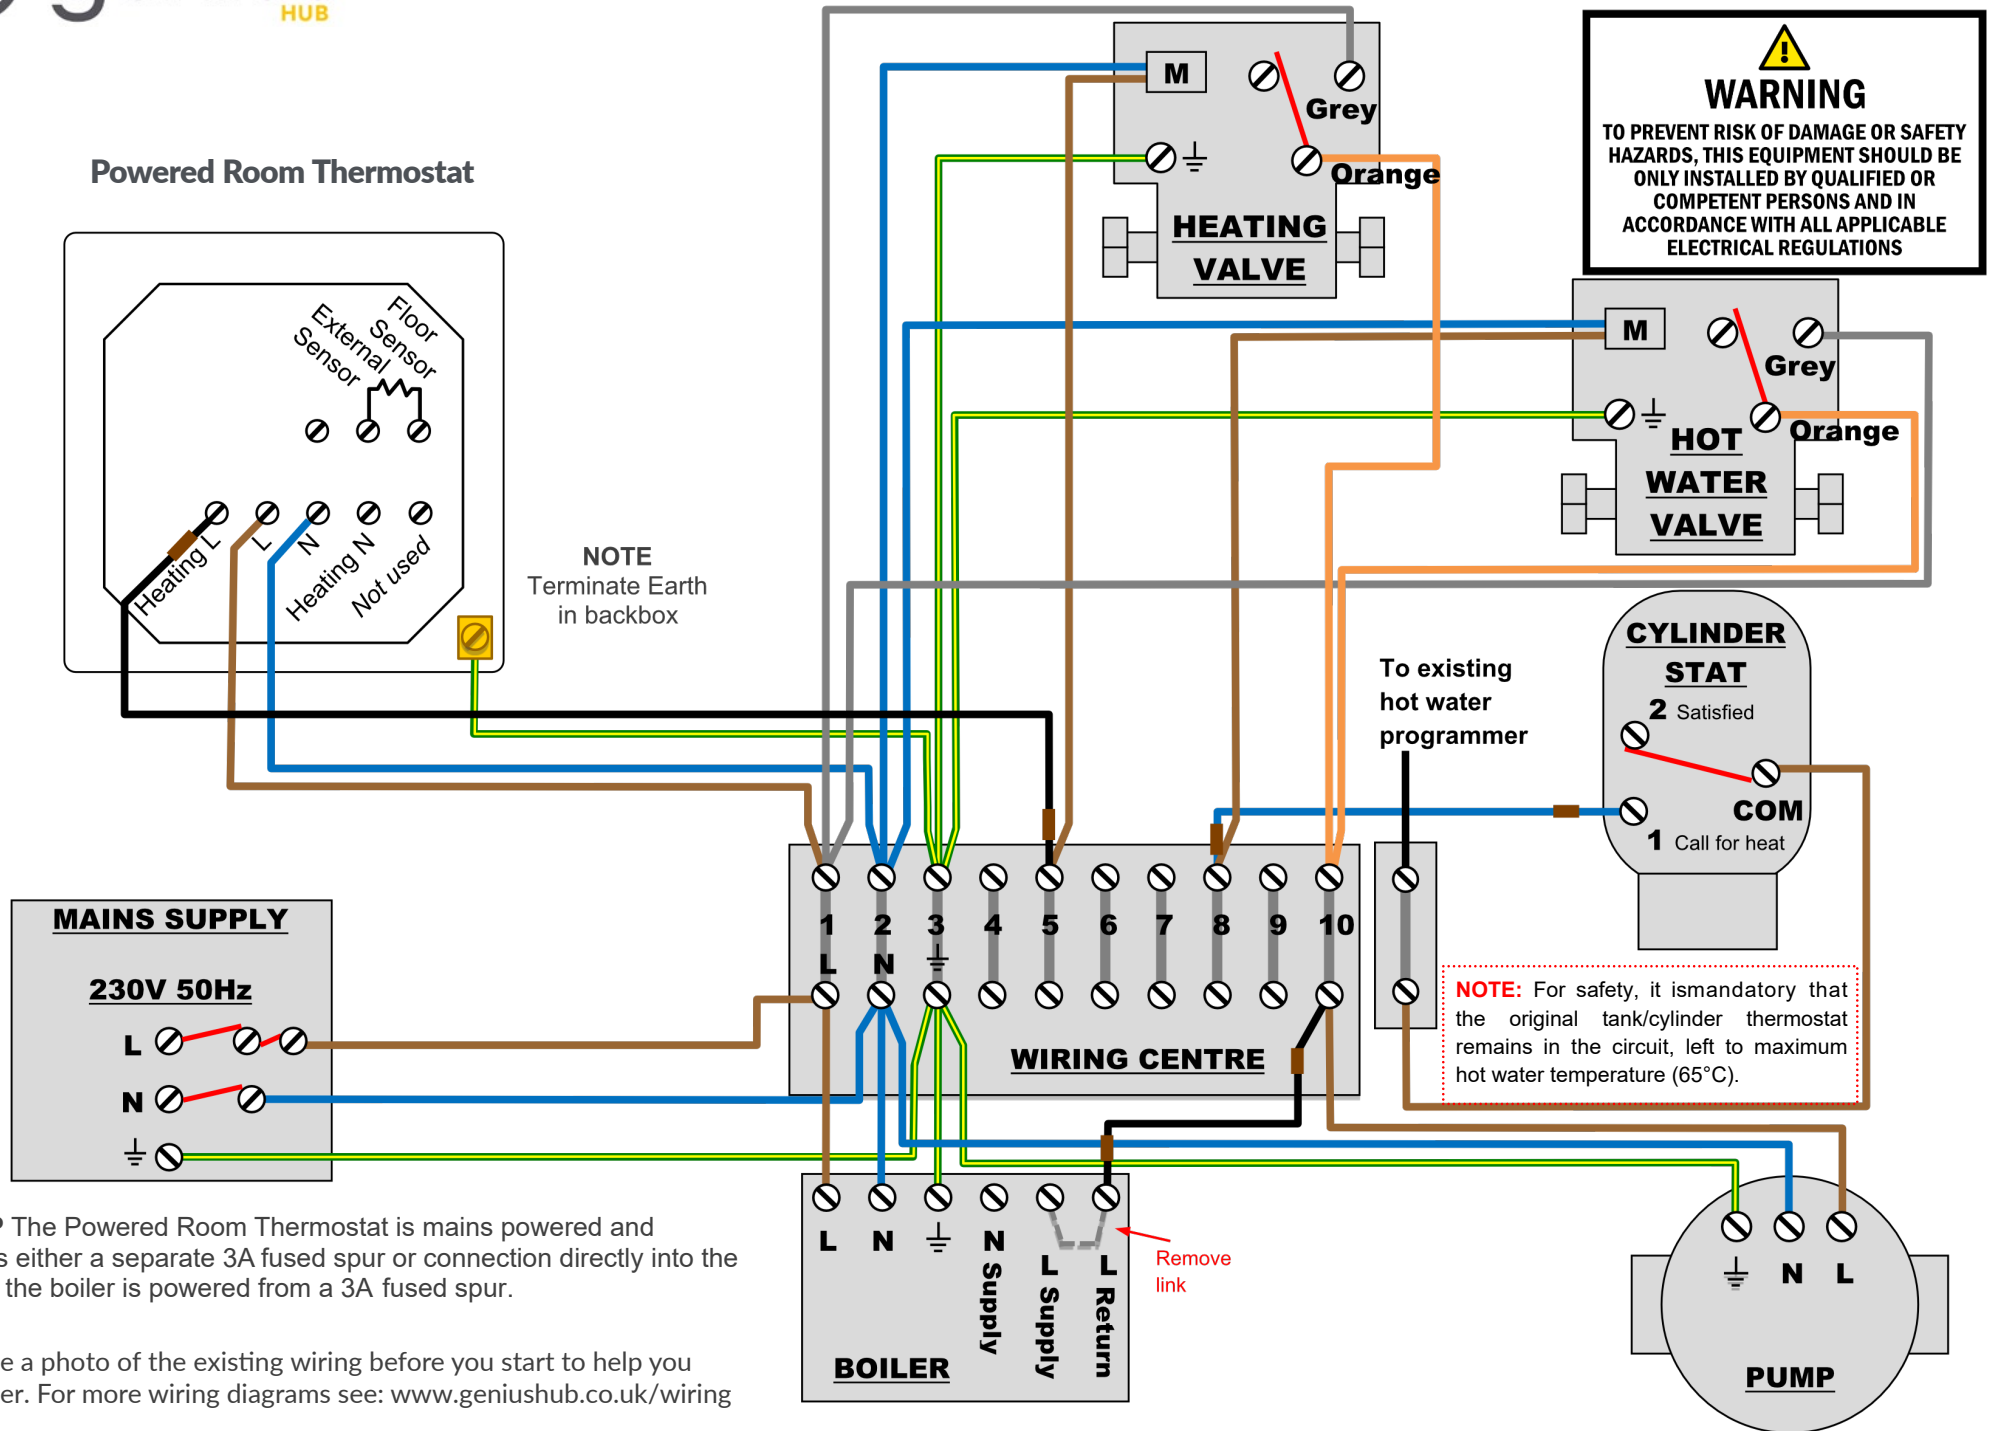 HUB
Powered Room Thermostat
Floor
Sensor
External
Sensor
Heating L
L
N
Heating N
Not used
NOTE
Terminate Earth
in backbox
M
Grey
Orange
HEATING
VALVE
WARNING
TO PREVENT RISK OF DAMAGE OR SAFETY
HAZARDS, THIS EQUIPMENT SHOULD BE
ONLY INSTALLED BY QUALIFIED OR
COMPETENT PERSONS AND IN
ACCORDANCE WITH ALL APPLICABLE
ELECTRICAL REGULATIONS
M
Grey
Orange
HOT
WATER
VALVE
To existing
hot water
programmer
CYLINDER
STAT
2 Satisfied
COM
1 Call for heat
MAINS SUPPLY
230V 50Hz
L
N
1 2 3 4 5 6 7 8 9 10
L N
WIRING CENTRE
NOTE: For safety, it ismandatory that
the original tank/cylinder thermostat
remains in the circuit, left to maximum
hot water temperature (65°C).
The Powered Room Thermostat is mains powered and
either a separate 3A fused spur or connection directly into the
the boiler is powered from a 3A fused spur.
a photo of the existing wiring before you start to help you
For more wiring diagrams see: www.geniushub.co.uk/wiring
L
N
N Supply
L Supply
L Return
Remove
link
BOILER
N L
PUMP